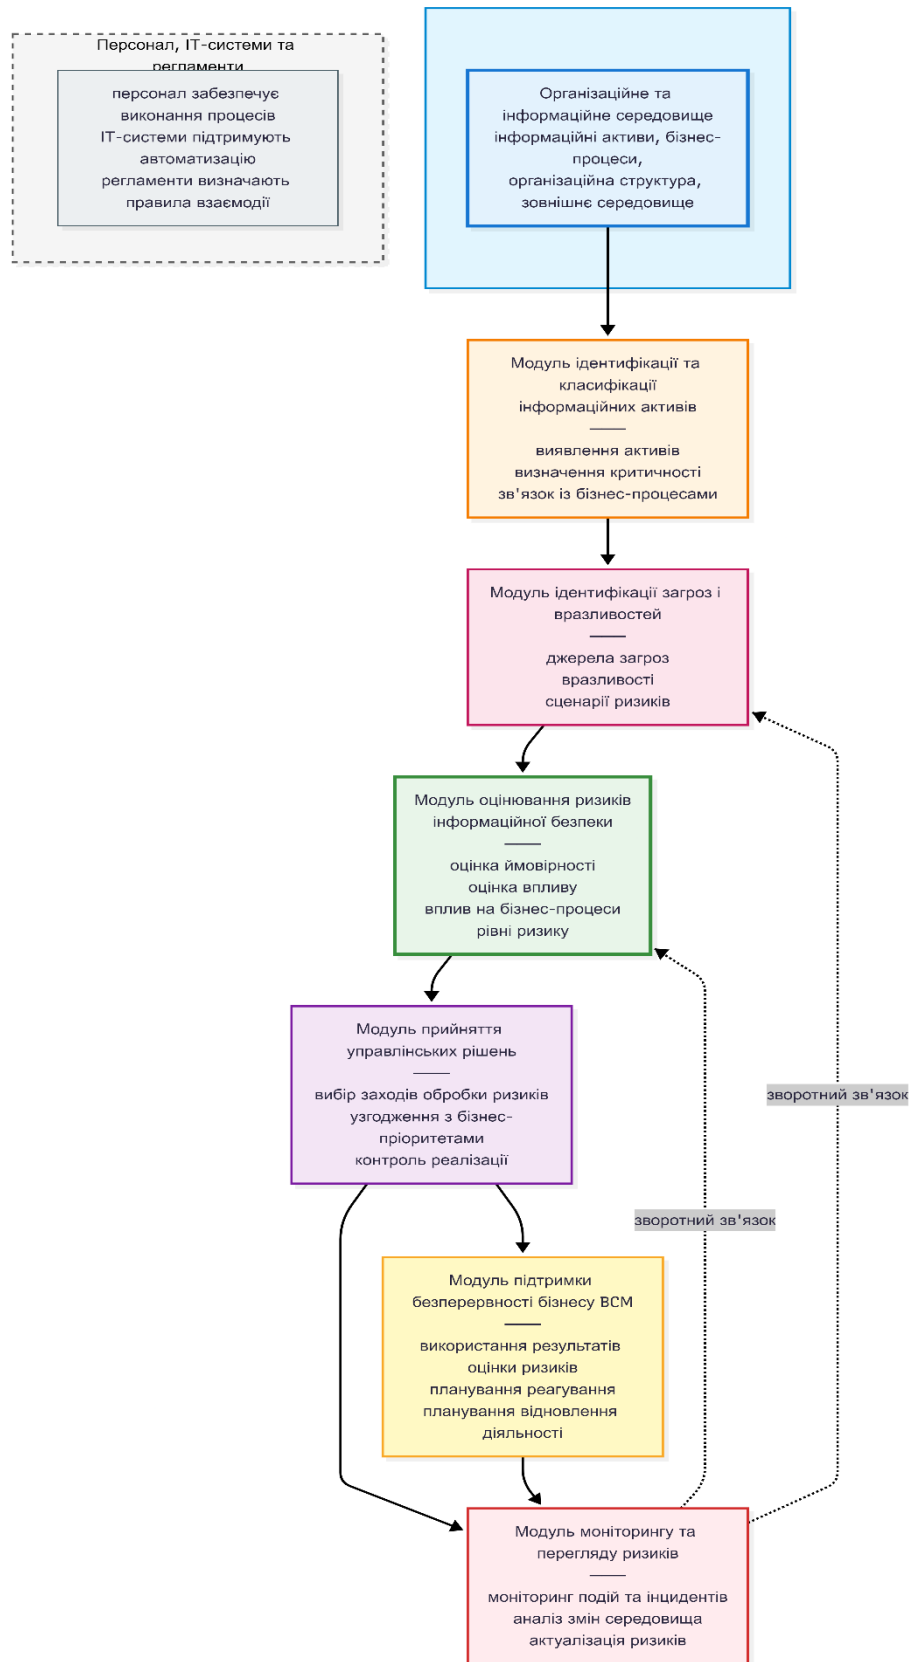 Персонал, IT-системи та
регламенти
персонал забезпечує
виконання процесів
IT-системи підтримують
автоматизацію
регламенти визначають
правила взаємодії
Організаційне та
інформаційне середовище
інформаційні активи, бізнес-
процеси,
організаційна структура,
зовнішнє середовище
Модуль ідентифікації та
класифікації
інформаційних активів
виявлення активів
визначення критичності
зв'язок із бізнес-процесами
Модуль ідентифікації загроз і
вразливостей
джерела загроз
вразливості
сценарії ризиків
Модуль оцінювання ризиків
інформаційної безпеки
оцінка ймовірності
оцінка впливу
вплив на бізнес-процеси
рівні ризику
Модуль прийняття
управлінських рішень
вибір заходів обробки ризиків
узгодження з бізнес-
пріоритетами
контроль реалізації
зворотний зв'язок
зворотний зв'язок
Модуль підтримки
безперервності бізнесу BCM
використання результатів
оцінки ризиків
планування реагування
планування відновлення
діяльності
Модуль моніторингу та
перегляду ризиків
моніторинг подій та інцидентів
аналіз змін середовища
актуалізація ризиків